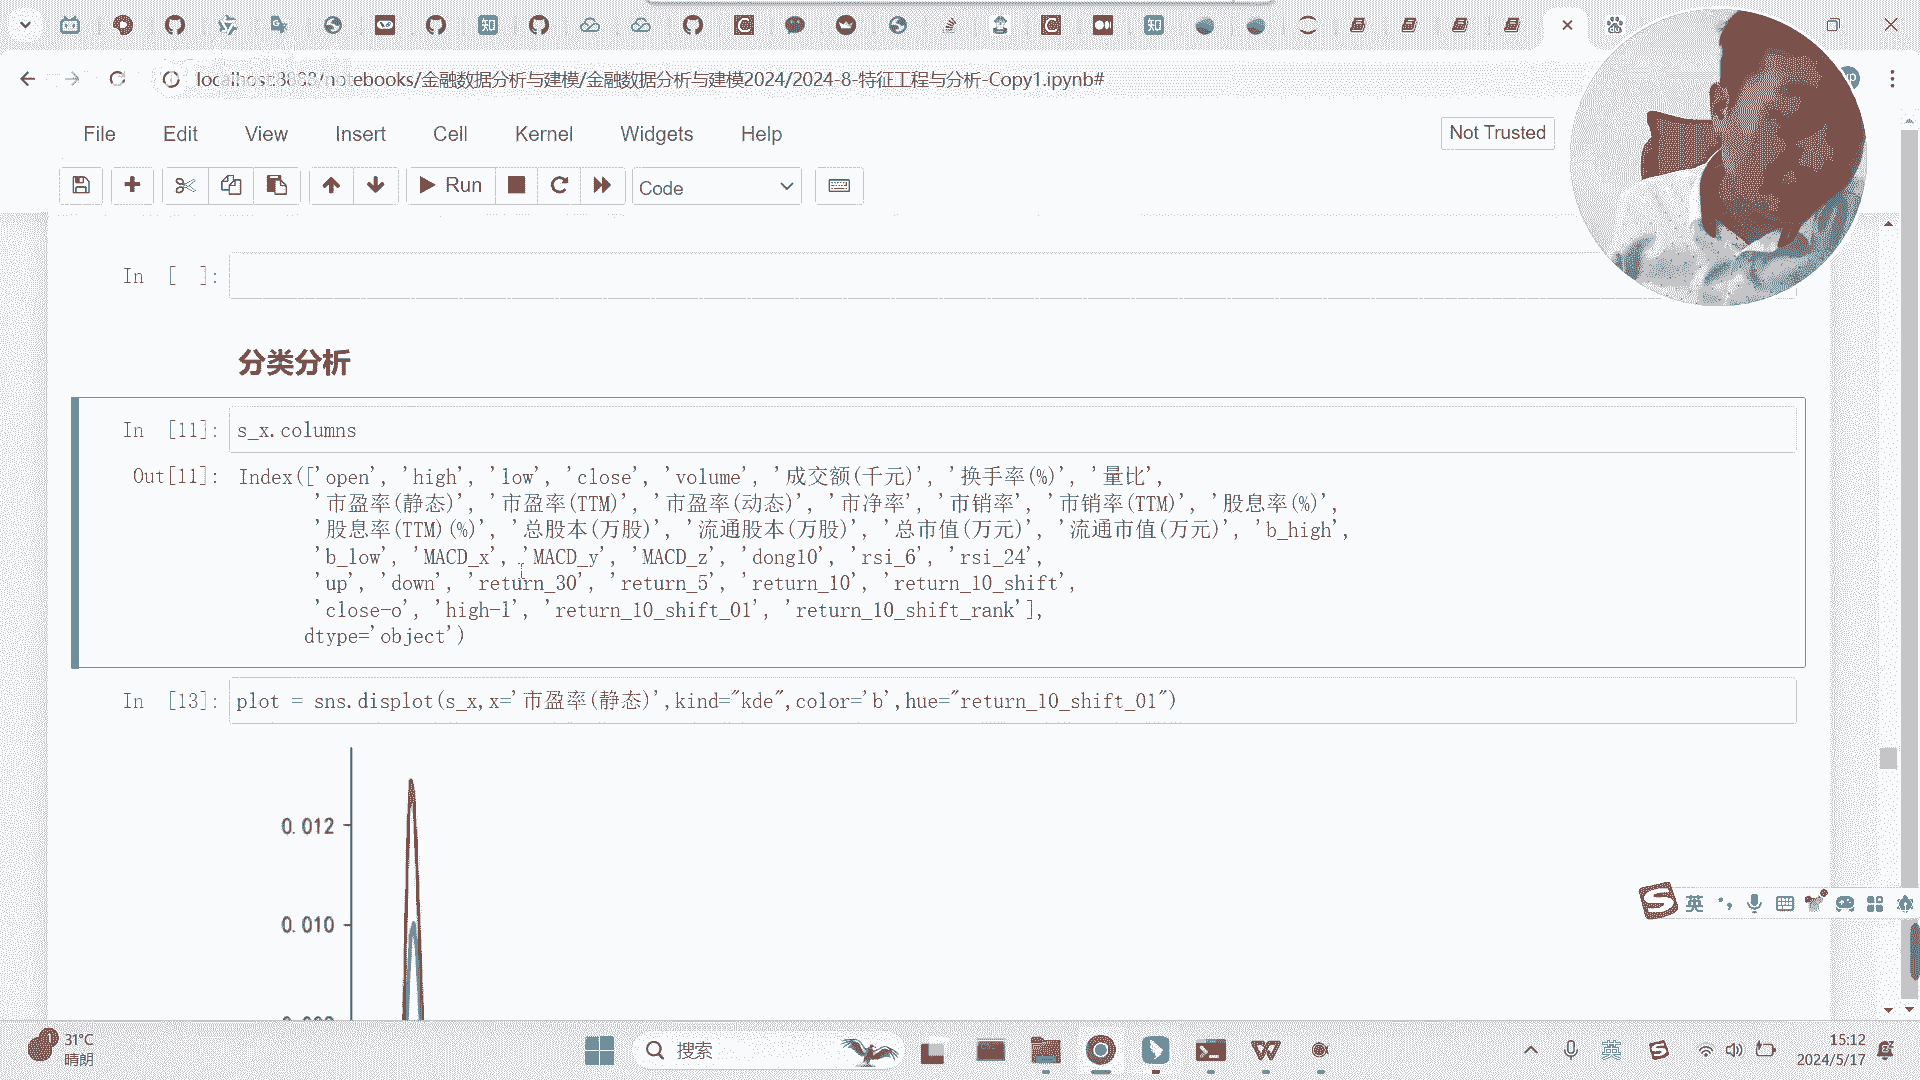 localhost:8888/notebooks/金融数据分析与建模/金融数据分析与建模2024/2024-8-特征工程与分析-Copy1.ipynb#
File Edit View Insert Cell Kernel Widgets Help
Not Trusted
Run
Code
In [ ]:
分类分析
In [11]: s_x.columns
Out[11]: Index(['open', 'high', 'low', 'close', 'volume', '成交额(千元)', '换手率(%)', '量比',
'市盈率(静态)', '市盈率(TTM)', '市盈率(动态)', '市净率', '市销率', '市销率(TTM)', '股息率(%)',
'股息率(TTM)(%)', '总股本(万股)', '流通股本(万股)', '总市值(万元)', '流通市值(万元)', 'b_high',
'b_low', 'MACD_x', 'MACD_y', 'MACD_z', 'dong10', 'rsi_6', 'rsi_24',
'up', 'down', 'return_30', 'return_5', 'return_10', 'return_10_shift',
'close-o', 'high-l', 'return_10_shift_01', 'return_10_shift_rank'],
dtype='object')
In [13]: plot = sns.displot(s_x,x='市盈率(静态)',kind="kde",color='b',hue="return_10_shift_01")
0.012
0.010
英
31°C
晴朗
搜索
英
15:12
2024/5/17